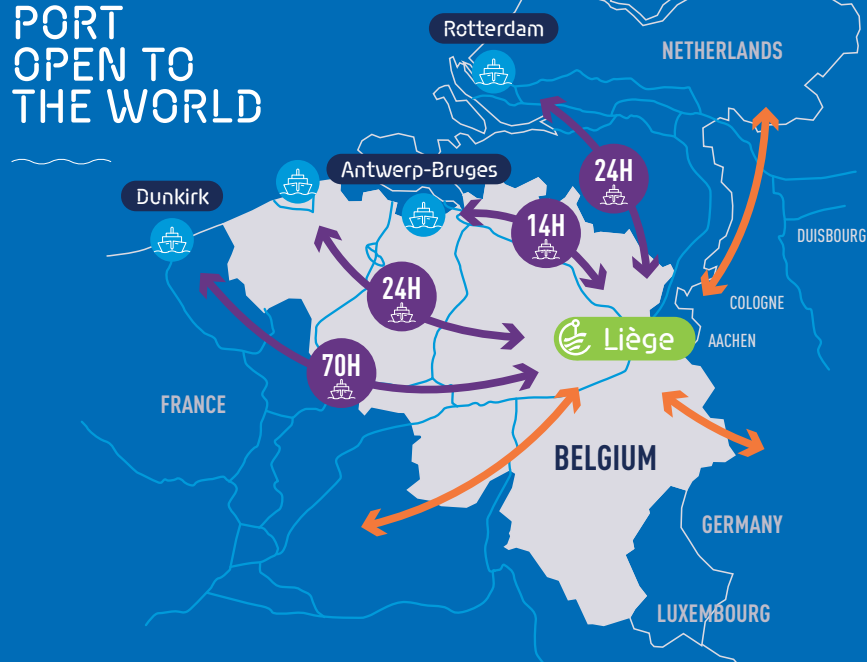 PORT
OPEN TO
THE WORLD
Rotterdam
NETHERLANDS
Antwerp-Bruges
24H
Dunkirk
14H
DUISBOURG
24H
COLOGNE
Liège
AACHEN
70H
FRANCE
BELGIUM
GERMANY
LUXEMBOURG